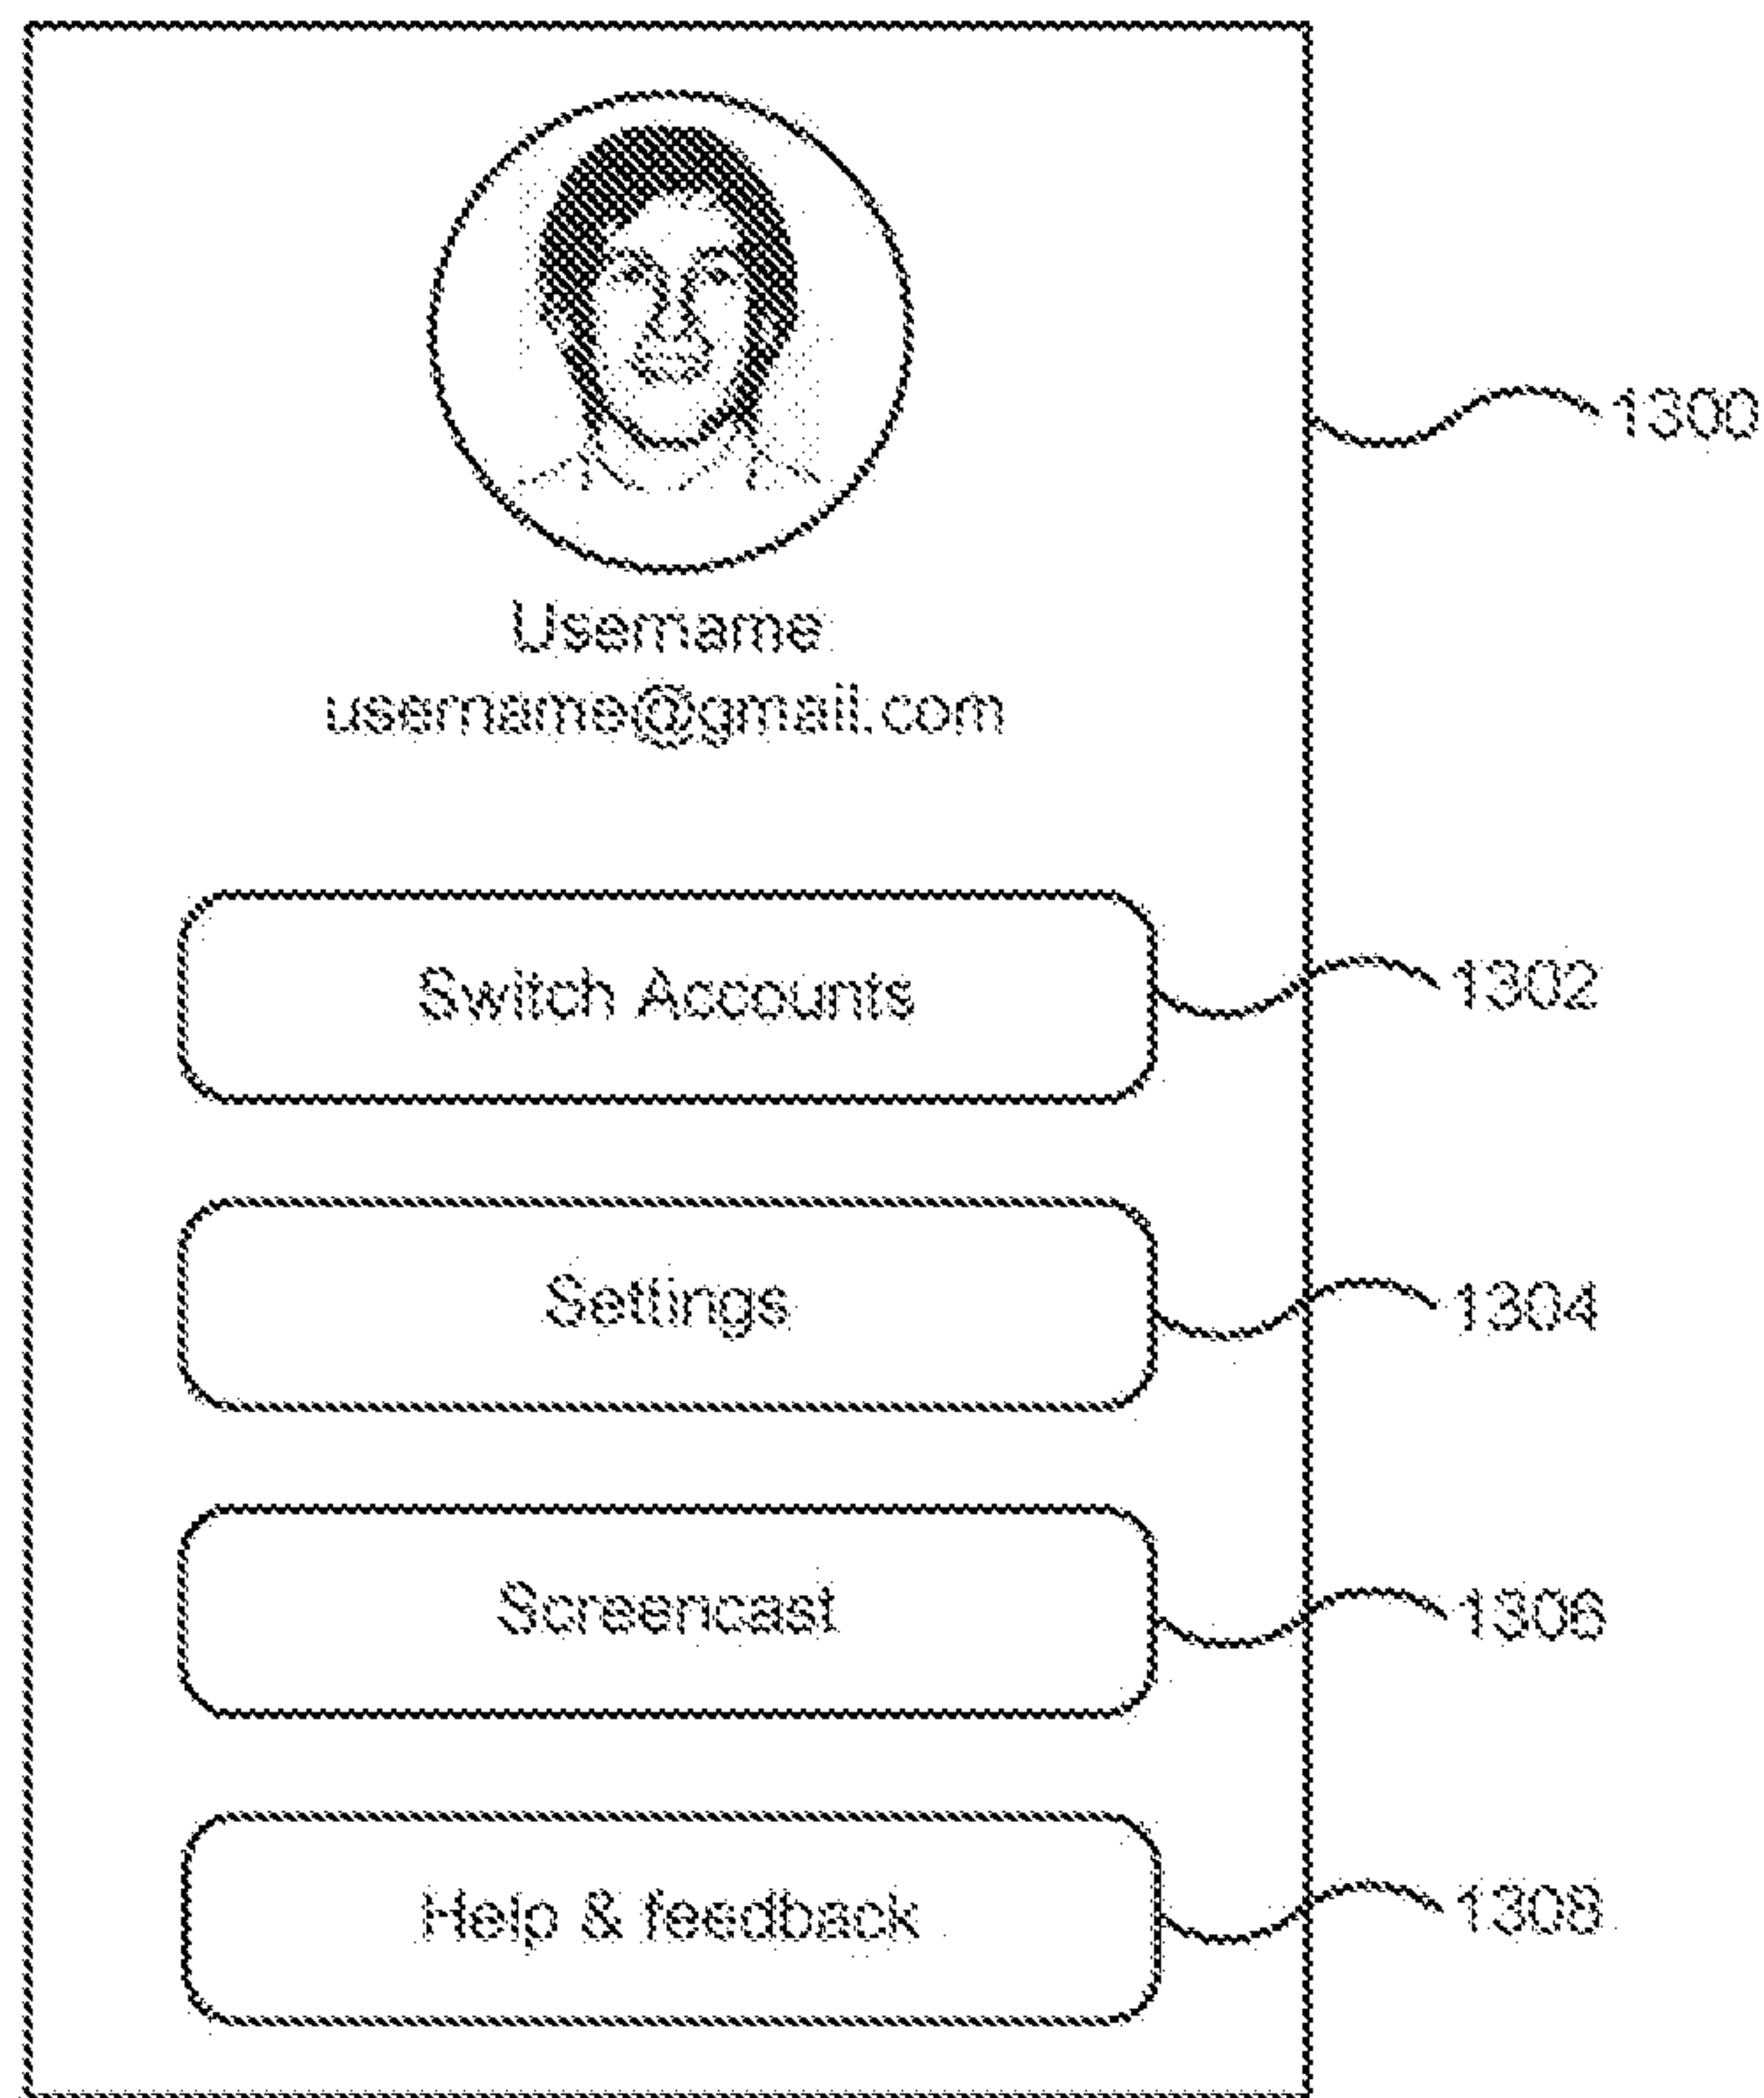 1300
Username
username@gmail.com
Switch Accounts 1302
Settings 1304
Screencast 1306
Help & feedback 1308